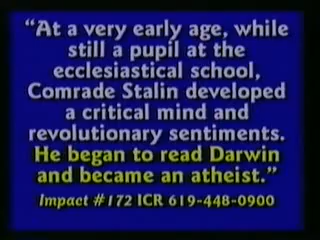 “At a very early age, while
still a pupil at the
ecclesiastical school,
Comrade Stalin developed
a critical mind and
revolutionary sentiments.
He began to read Darwin
and became an atheist.”
Impact #172 ICR 619-448-0900